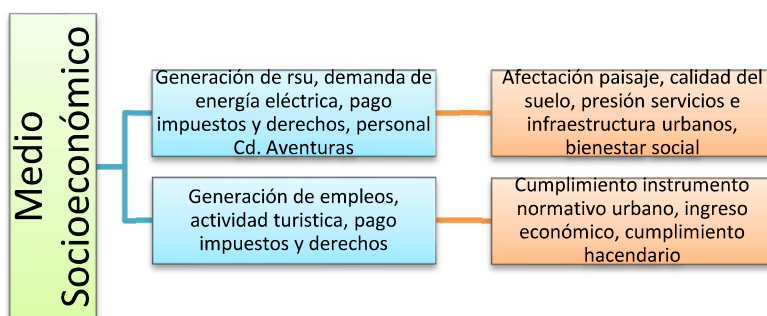 Medio
Socioeconómico
Generación de rsu, demanda de
energía eléctrica, pago
impuestos y derechos, personal
Cd. Aventuras
Afectación paisaje, calidad del
suelo, presión servicios e
infraestructura urbanos,
bienestar social
Generación de empleos,
actividad turistica, pago
impuestos y derechos
Cumplimiento instrumento
normativo urbano, ingreso
económico, cumplimiento
hacendario